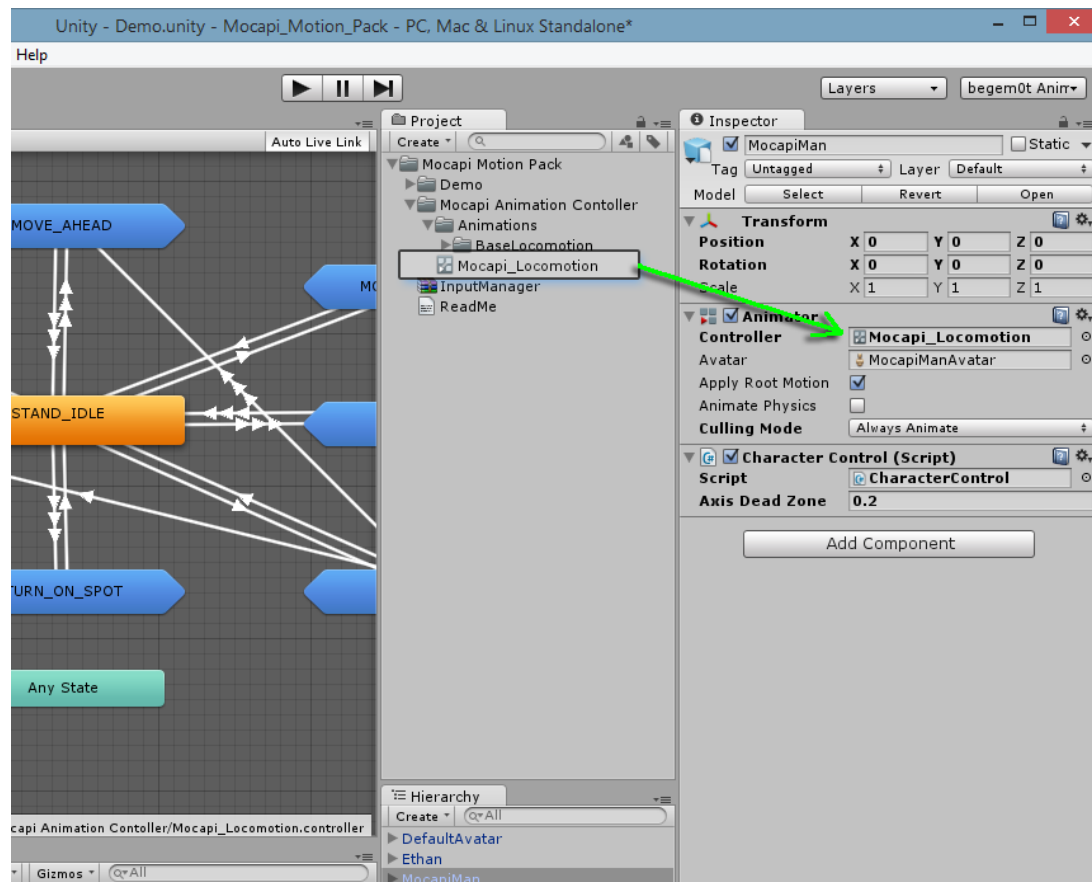 Unity - Demo.unity - Mocapi_Motion_Pack - PC, Mac & Linux Standalone*
Help
Layers
begem0t Anim
Auto Live Link
MOVE_AHEAD
MO
STAND_IDLE
TURN_ON_SPOT
Any State
capi Animation Contoller/Mocapi_Locomotion.controller
Gizmos
All
Project
Create
Mocapi Motion Pack
Demo
Mocapi Animation Contoller
Animations
BaseLocomotion
Mocapi_Locomotion
InputManager
ReadMe
Hierarchy
Create
All
DefaultAvatar
Ethan
MocapiMan
Inspector
MocapiMan
Static
Tag Untagged Layer Default
Model Select Revert Open
Transform
Position X 0 Y 0 Z 0
Rotation X 0 Y 0 Z 0
Scale X 1 Y 1 Z 1
Animator
Controller Mocapi_Locomotion
Avatar MocapiManAvatar
Apply Root Motion
Animate Physics
Culling Mode Always Animate
Character Control (Script)
Script CharacterControl
Axis Dead Zone 0.2
Add Component